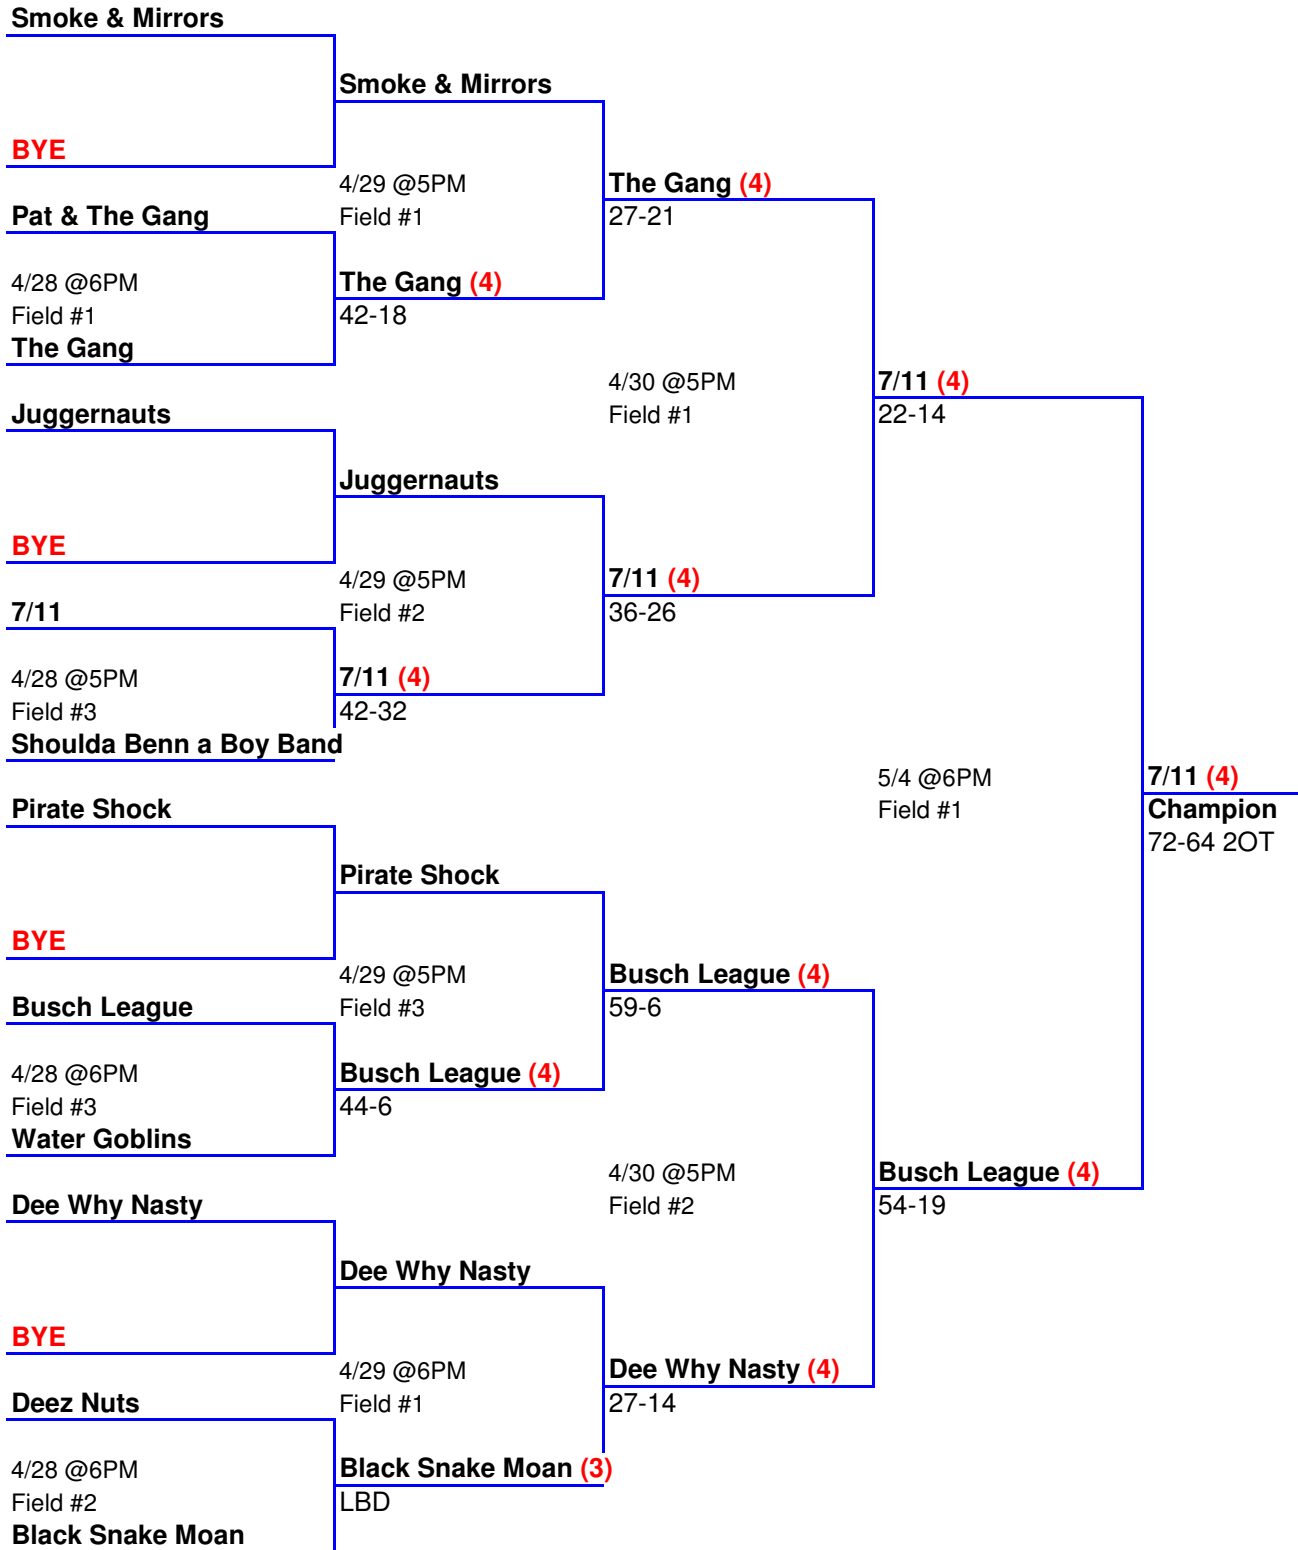 Smoke & Mirrors
Smoke & Mirrors
BYE
4/29 @5PM
The Gang (4)
Pat & The Gang
Field #1
27-21
4/28 @6PM
The Gang (4)
Field #1
42-18
The Gang
4/30 @5PM
7/11 (4)
Juggernauts
Field #1
22-14
Juggernauts
BYE
4/29 @5PM
7/11 (4)
7/11
Field #2
36-26
4/28 @5PM
7/11 (4)
Field #3
42-32
Shoulda Benn a Boy Band
5/4 @6PM
7/11 (4)
Pirate Shock
Field #1
Champion
72-64 2OT
Pirate Shock
BYE
4/29 @5PM
Busch League (4)
Busch League
Field #3
59-6
4/28 @6PM
Busch League (4)
Field #3
44-6
Water Goblins
4/30 @5PM
Busch League (4)
Dee Why Nasty
Field #2
54-19
Dee Why Nasty
BYE
4/29 @6PM
Dee Why Nasty (4)
Deez Nuts
Field #1
27-14
4/28 @6PM
Black Snake Moan (3)
Field #2
LBD
Black Snake Moan